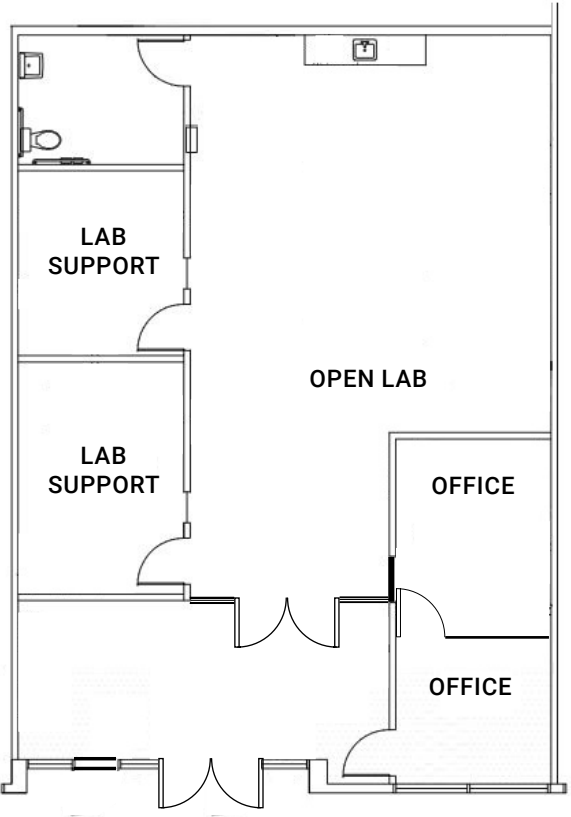 LAB
SUPPORT
OPEN LAB
LAB
SUPPORT
OFFICE
OFFICE